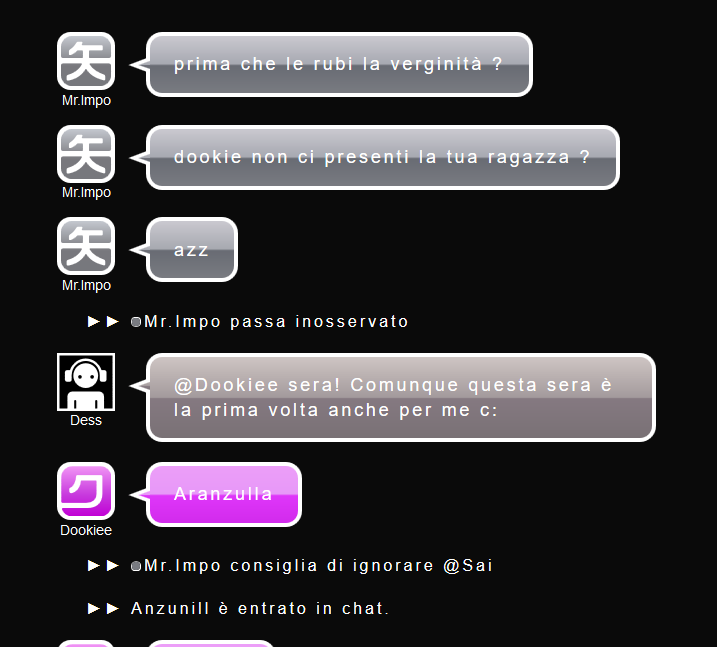 矢
prima che le rubi la verginità ?
Mr.Impo
矢
dookie non ci presenti la tua ragazza ?
Mr.Impo
矢
azz
Mr.Impo
►► Mr.Impo passa inosservato
@Dookiee sera! Comunque questa sera è
la prima volta anche per me c:
Dess
Aranzulla
Dookiee
►► Mr.Impo consiglia di ignorare @Sai
►► Anzunill è entrato in chat.